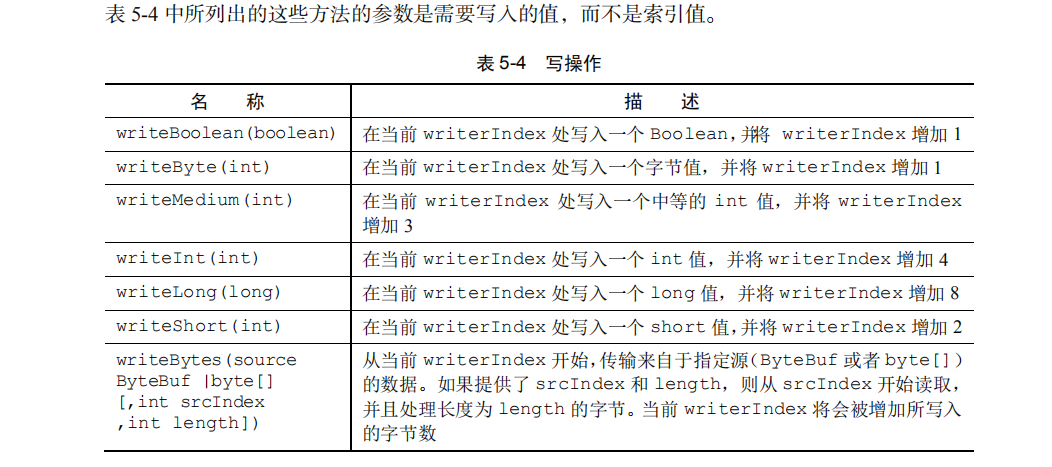 表 5-4 中所列出的这些方法的参数是需要写入的值，而不是索引值。
表 5-4 写操作
名 称
描 述
writeBoolean(boolean)
在当前 writerIndex 处写入一个 Boolean，并将 writerIndex 增加 1
writeByte(int)
在当前 writerIndex 处写入一个字节值，并将 writerIndex 增加 1
writeMedium(int)
在当前 writerIndex 处写入一个中等的 int 值，并将 writerIndex
增加 3
writeInt(int)
在当前 writerIndex 处写入一个 int 值，并将 writerIndex 增加 4
writeLong(long)
在当前 writerIndex 处写入一个 long 值，并将 writerIndex 增加 8
writeShort(int)
在当前 writerIndex 处写入一个 short 值，并将 writerIndex 增加 2
writeBytes(source
ByteBuf |byte[]
[,int srcIndex
,int length])
从当前 writerIndex 开始，传输来自于指定源（ByteBuf 或者 byte[]）
的数据。如果提供了 srcIndex 和 length，则从 srcIndex 开始读取，
并且处理长度为 length 的字节。当前 writerIndex 将会被增加所写入
的字节数